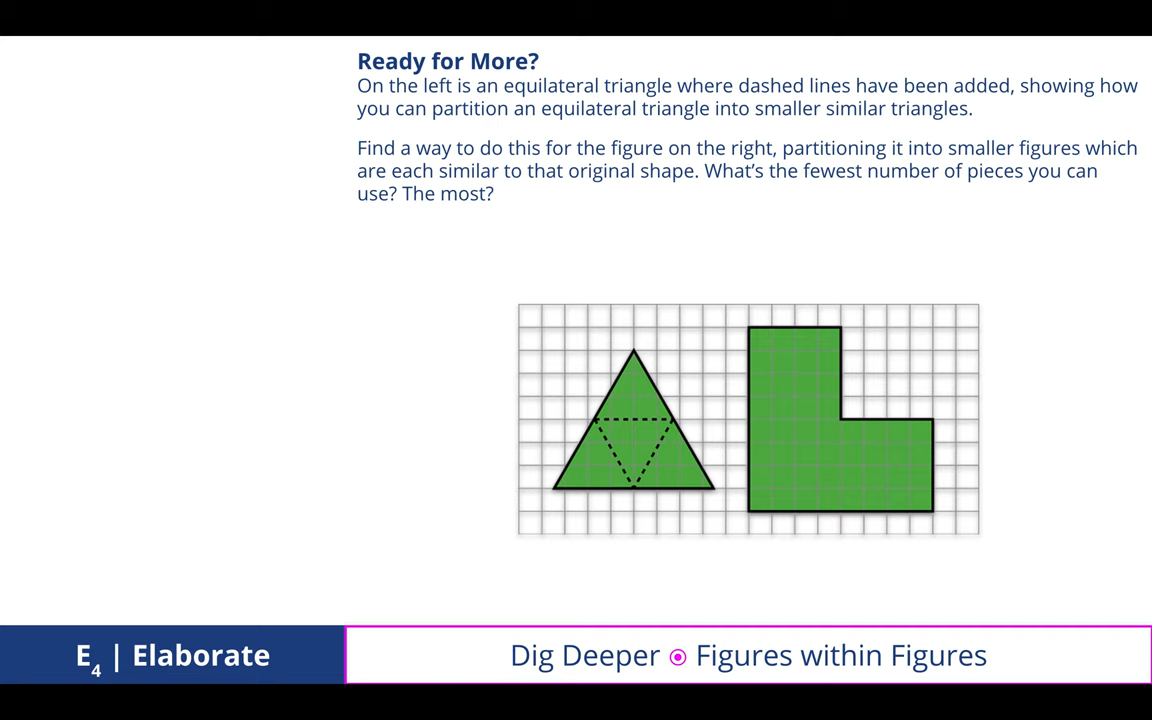 Ready for More?
On the left is an equilateral triangle where dashed lines have been added, showing how
you can partition an equilateral triangle into smaller similar triangles.
Find a way to do this for the figure on the right, partitioning it into smaller figures which
are each similar to that original shape. What’s the fewest number of pieces you can
use? The most?
E4 | Elaborate
Dig Deeper ⦿ Figures within Figures